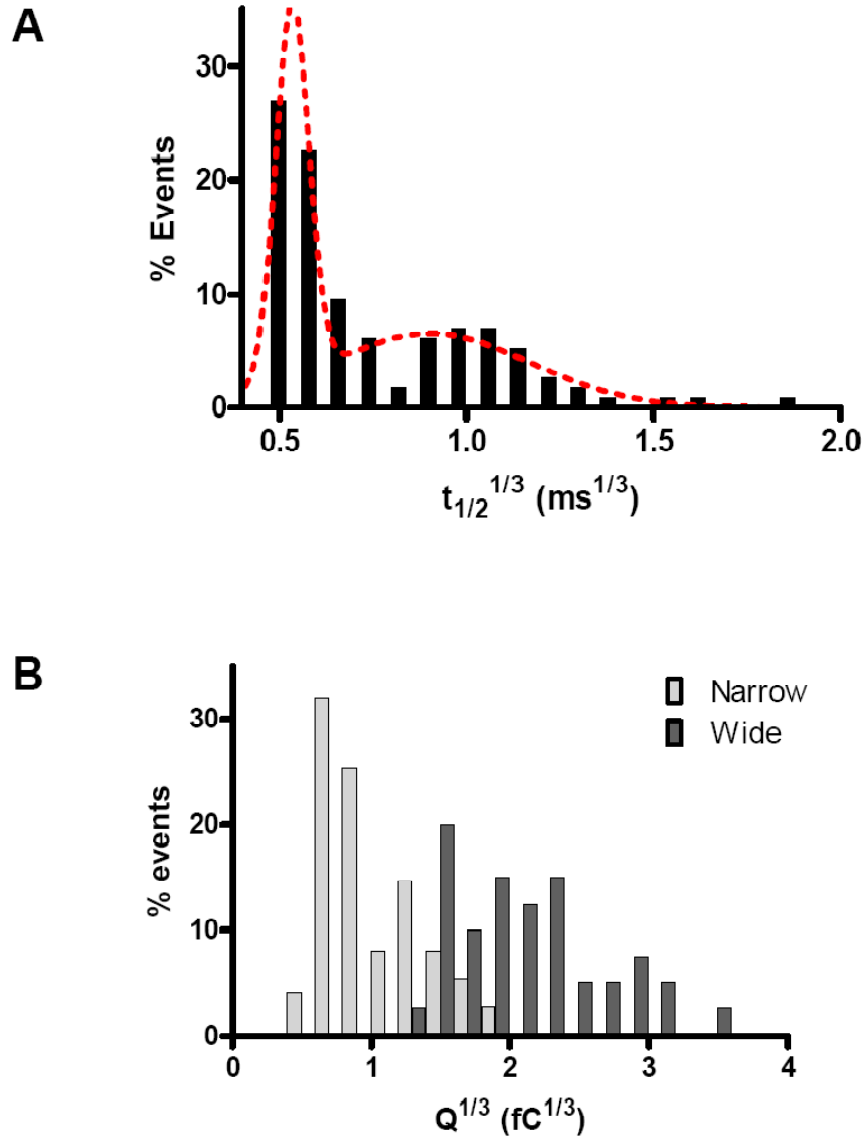 A
% Events
30
20
10
0
0.5 1.0 1.5 2.0
t1/2^1/3 (ms^1/3)
B
Narrow
Wide
% events
30
20
10
0
0 1 2 3 4
Q^1/3 (fC^1/3)